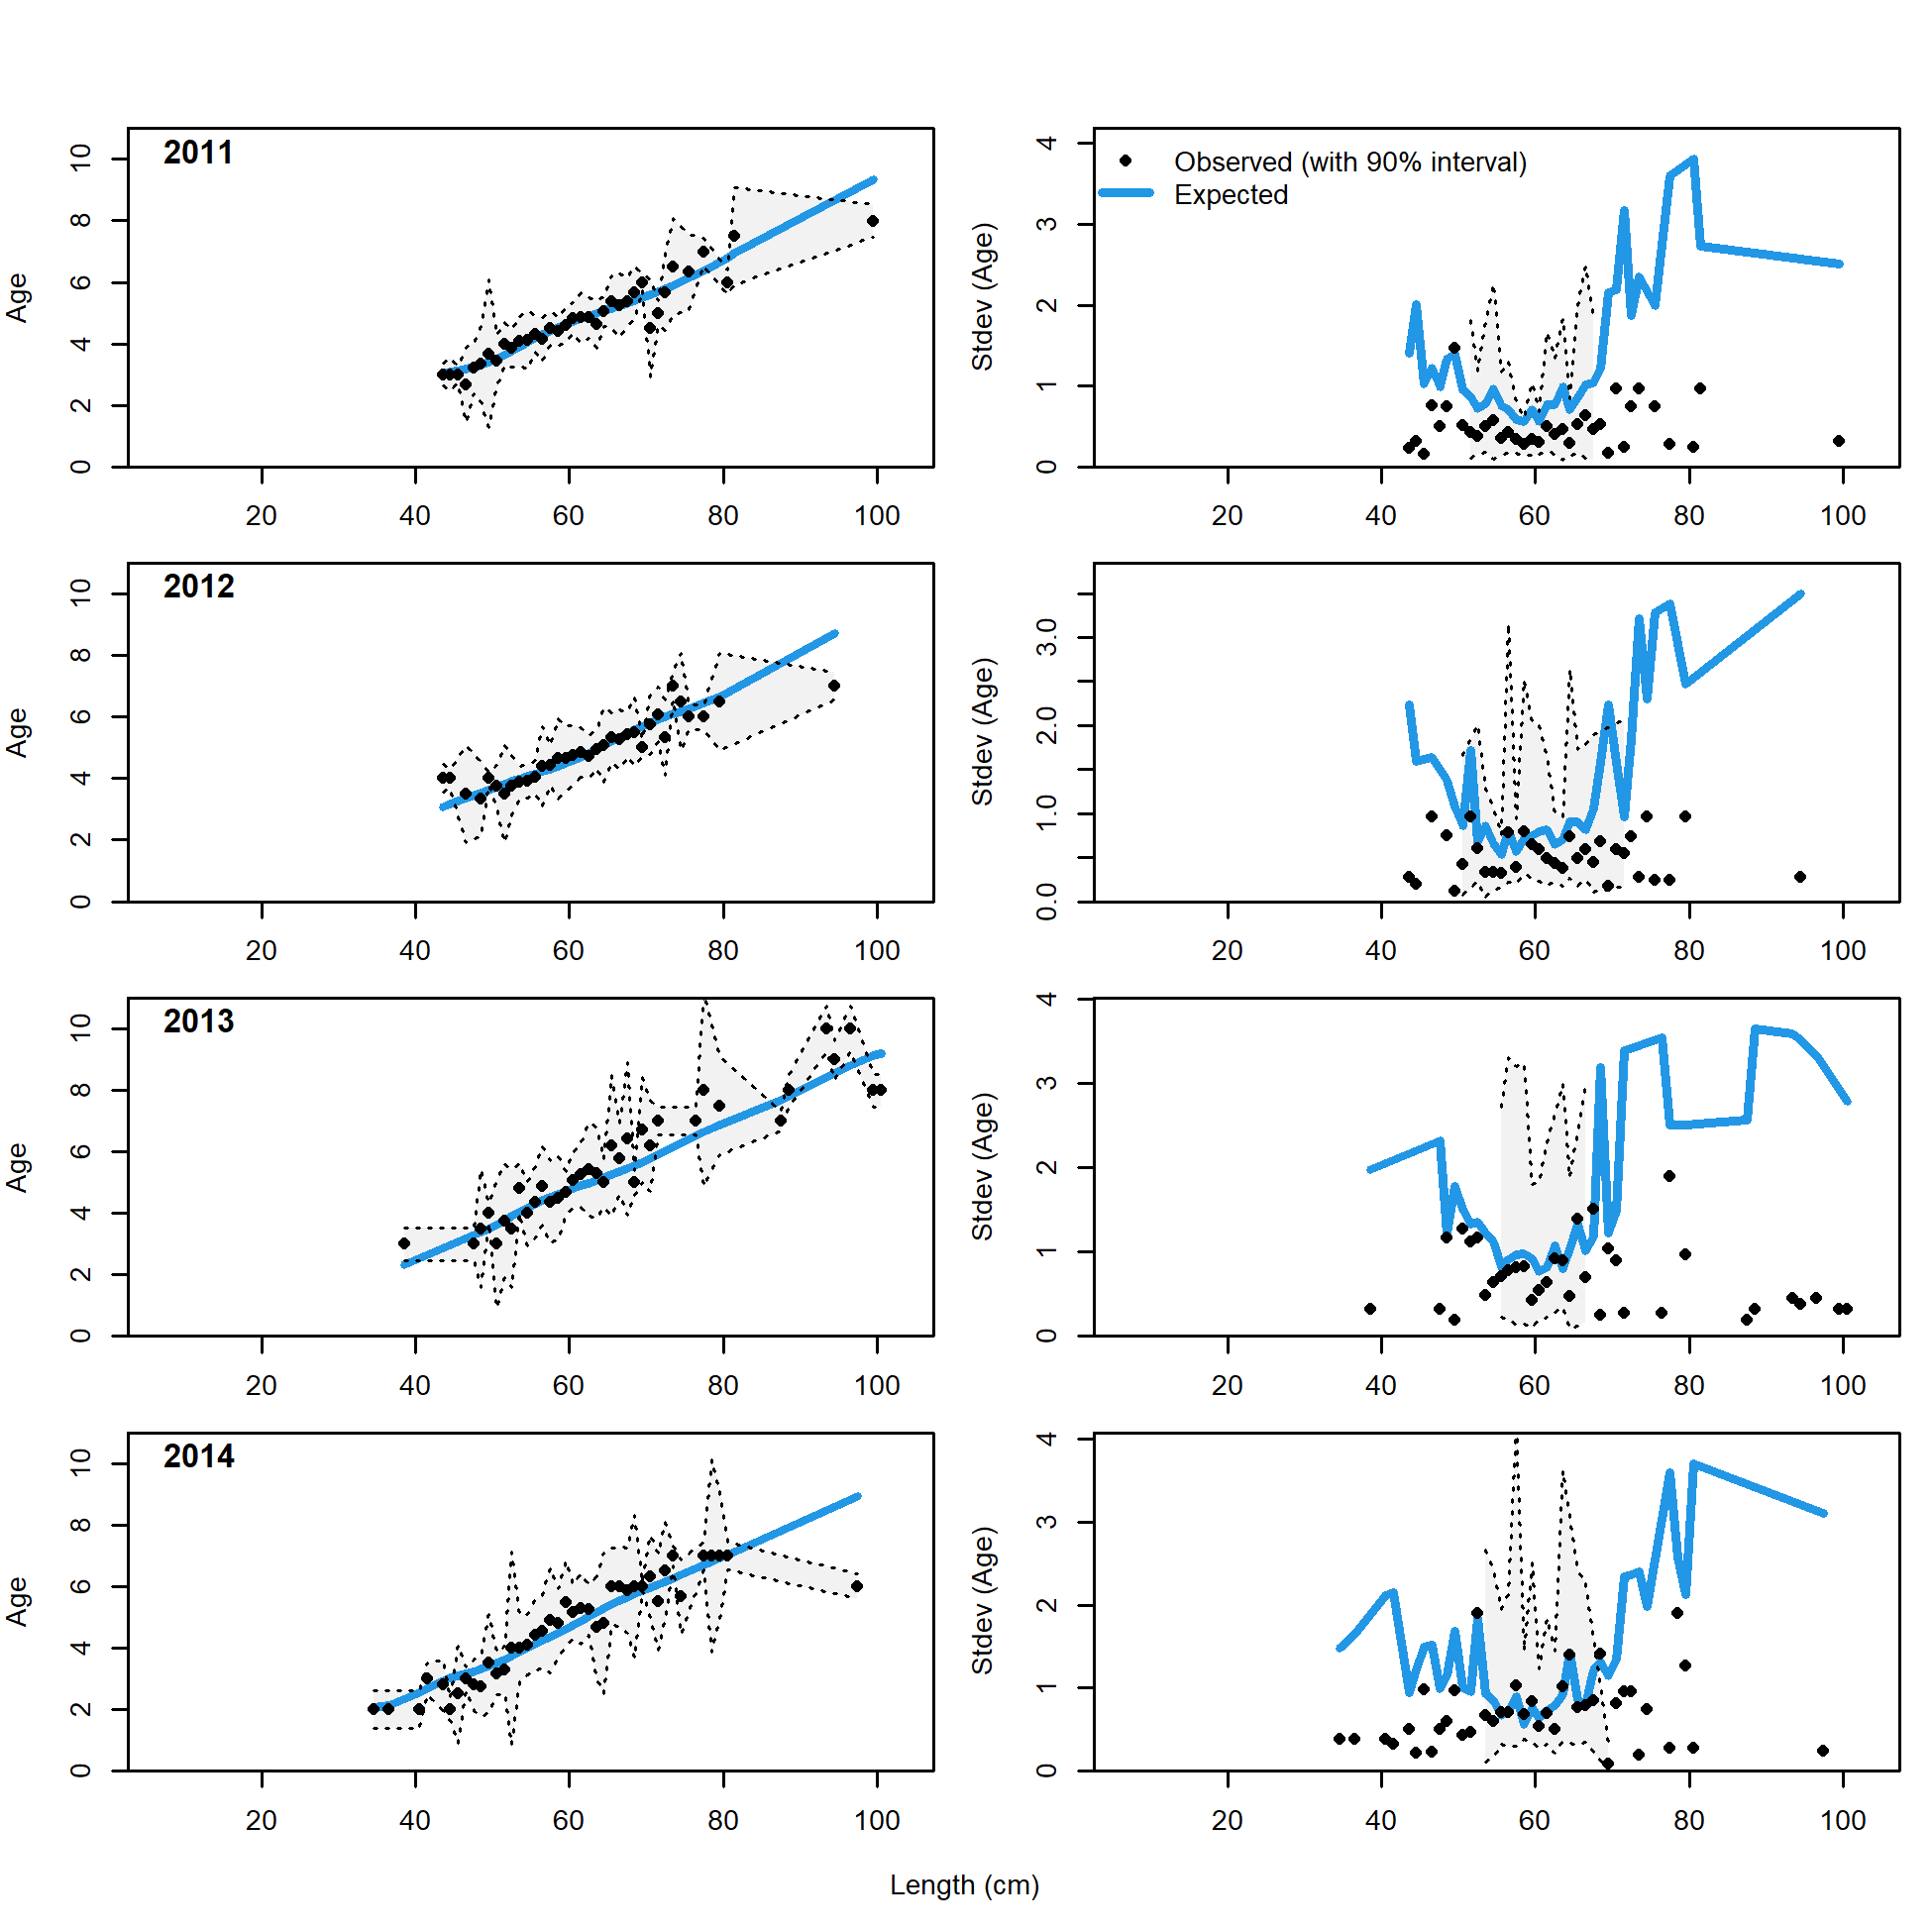 2011
Age
0 2 4 6 8 10
20 40 60 80 100
Observed (with 90% interval)
Expected
Stdev (Age)
0 1 2 3 4
20 40 60 80 100
2012
Age
0 2 4 6 8 10
20 40 60 80 100
Stdev (Age)
0.0 1.0 2.0 3.0
20 40 60 80 100
2013
Age
0 2 4 6 8 10
20 40 60 80 100
Stdev (Age)
0 1 2 3 4
20 40 60 80 100
2014
Age
0 2 4 6 8 10
20 40 60 80 100
Stdev (Age)
0 1 2 3 4
20 40 60 80 100
Length (cm)